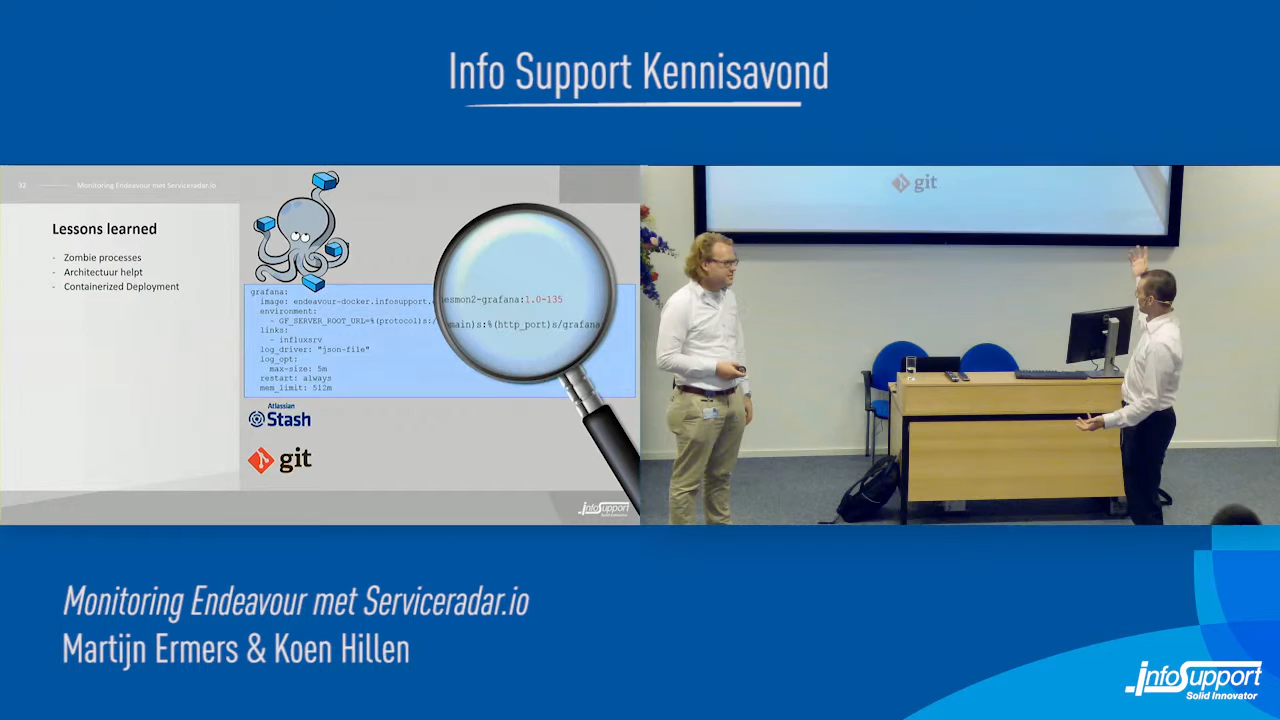 Info Support Kennisavond
32
Monitoring Endeavour met Serviceradar.io
Lessons learned
- Zombie processes
- Architectuur helpt
- Containerized Deployment
grafana:
image: endeavour-docker.infosupport.
esmon2-grafana:1.0-135
environment:
- GF_SERVER_ROOT_URL=%(protocol)s:/
main)s:%(http_port)s/grafana
links:
- influxsrv
log_driver: "json-file"
log_opt:
max-size: 5m
restart: always
mem_limit: 512m
Atlassian
Stash
git
infoSupport
Solid Innovator
git
Monitoring Endeavour met Serviceradar.io
Martijn Ermers & Koen Hillen
infoSupport
Solid Innovator